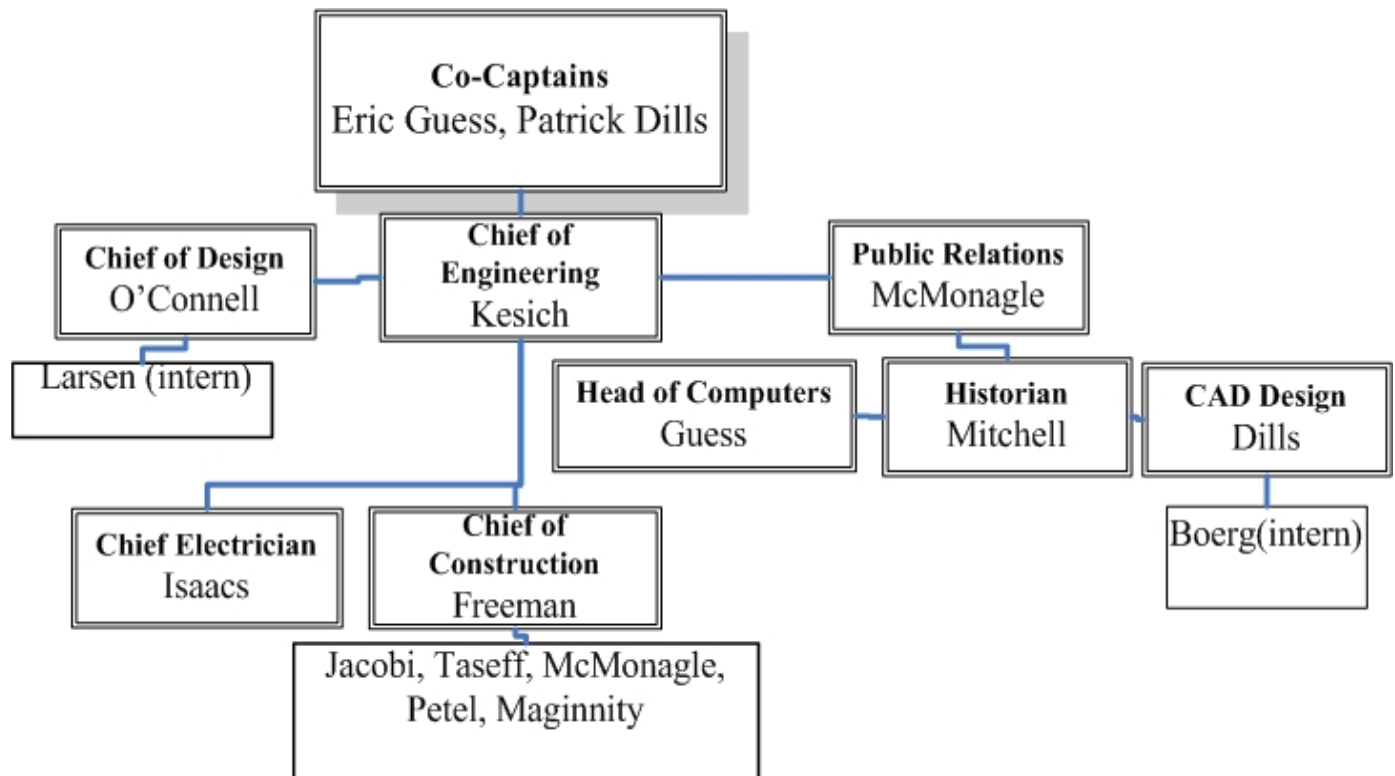 Co-Captains
Eric Guess, Patrick Dills
Chief of Design
O'Connell
Larsen (intern)
Chief of
Engineering
Kesich
Public Relations
McMonagle
Head of Computers
Guess
Historian
Mitchell
CAD Design
Dills
Boerg(intern)
Chief Electrician
Isaacs
Chief of
Construction
Freeman
Jacobi, Taseff, McMonagle,
Petel, Maginnity